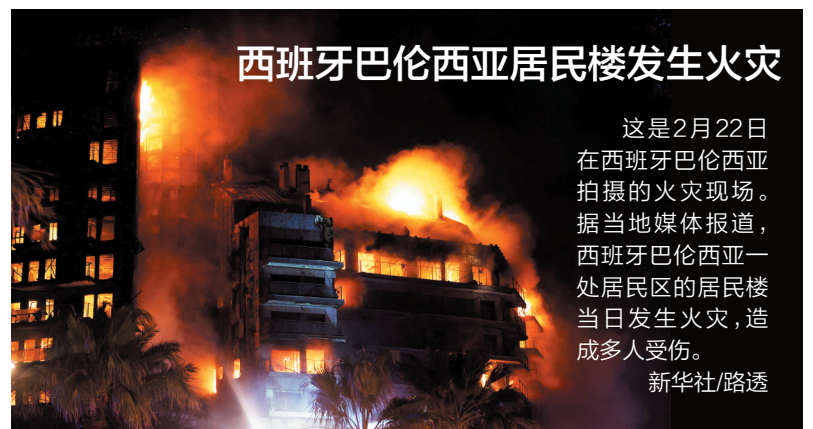 西班牙巴伦西亚居民楼发生火灾
这是2月22日
在西班牙巴伦西亚
拍摄的火灾现场。
据当地媒体报道，
西班牙巴伦西亚一
处居民区的居民楼
当日发生火灾，造
成多人受伤。
新华社/路透